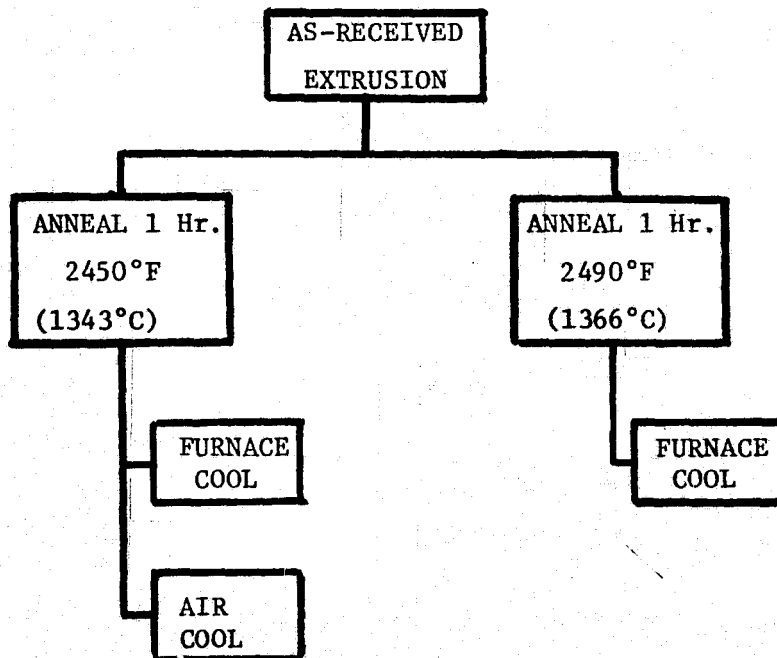 AS-RECEIVED
EXTRUSION
ANNEAL 1 Hr.
2450°F
(1343°C)
ANNEAL 1 Hr.
2490°F
(1366°C)
FURNACE
COOL
FURNACE
COOL
AIR
COOL